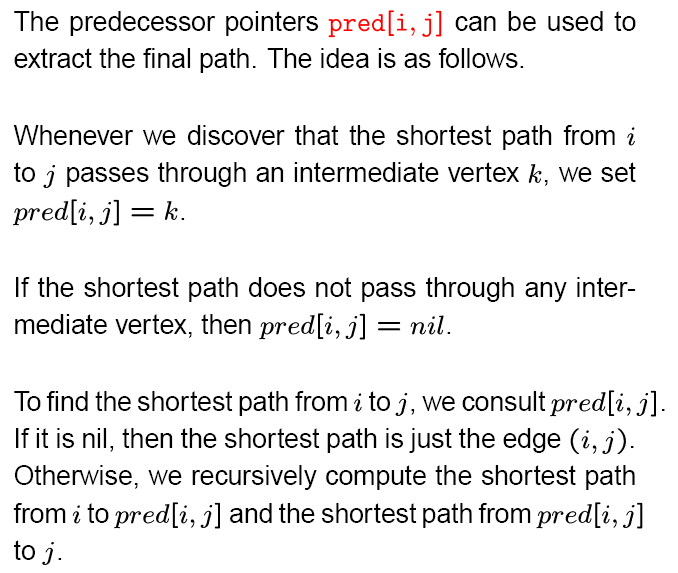 The predecessor pointers pred[i, j] can be used to
extract the final path. The idea is as follows.
Whenever we discover that the shortest path from i
to j passes through an intermediate vertex k, we set
pred[i, j] = k.
If the shortest path does not pass through any inter-
mediate vertex, then pred[i, j] = nil.
To find the shortest path from i to j, we consult pred[i, j].
If it is nil, then the shortest path is just the edge (i, j).
Otherwise, we recursively compute the shortest path
from i to pred[i, j] and the shortest path from pred[i, j]
to j.